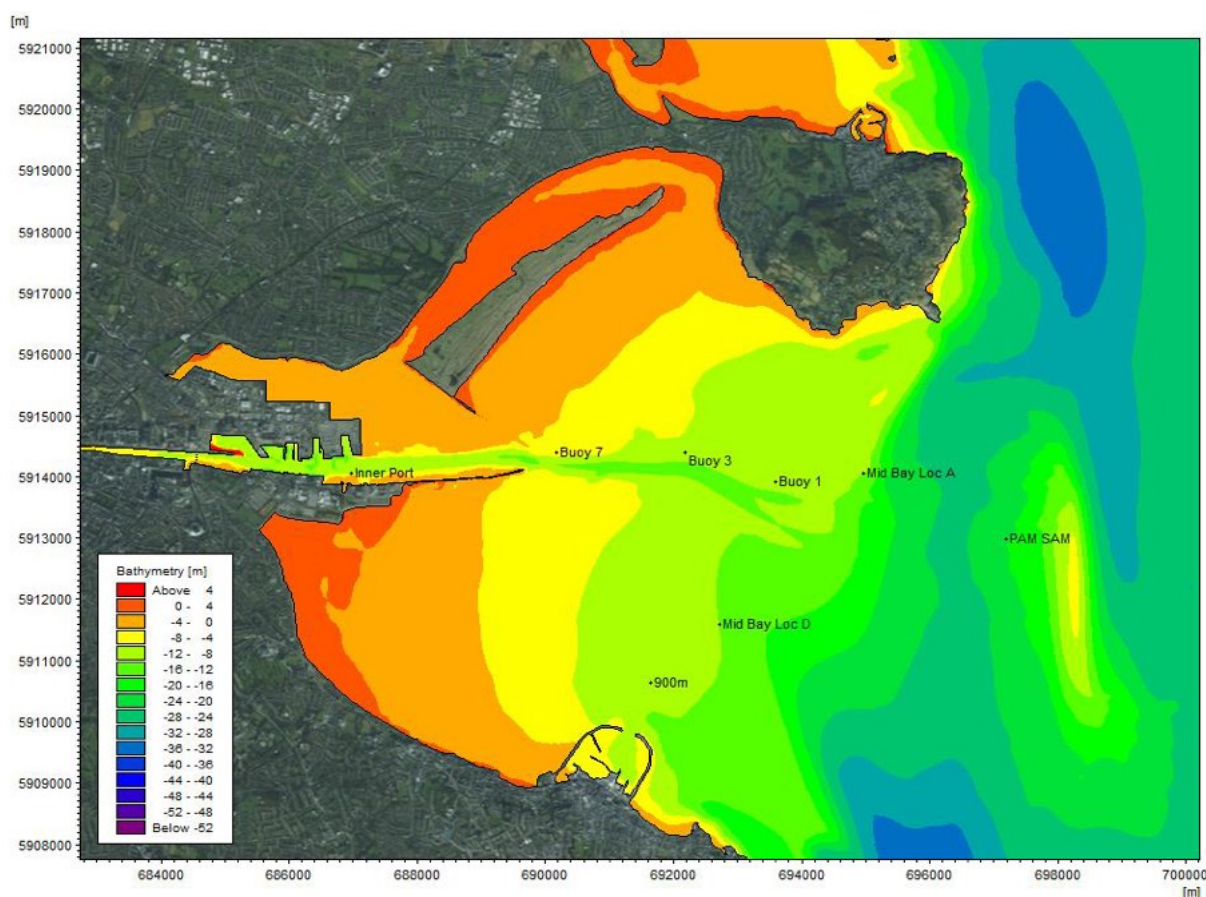 [m]
5921000
5920000
5919000
5918000
5917000
5916000
5915000
5914000
5913000
5912000
5911000
5910000
5909000
5908000
Buoy 7
Buoy 3
Inner Port
Buoy 1
Mid Bay Loc A
PAM SAM
Mid Bay Loc D
900m
Bathymetry [m]
Above 4
0 - 4
-4 - 0
-8 - -4
-12 - -8
-16 - -12
-20 - -16
-24 - -20
-28 - -24
-32 - -28
-36 - -32
-40 - -36
-44 - -40
-48 - -44
-52 - -48
Below -52
684000 686000 688000 690000 692000 694000 696000 698000 700000
[m]